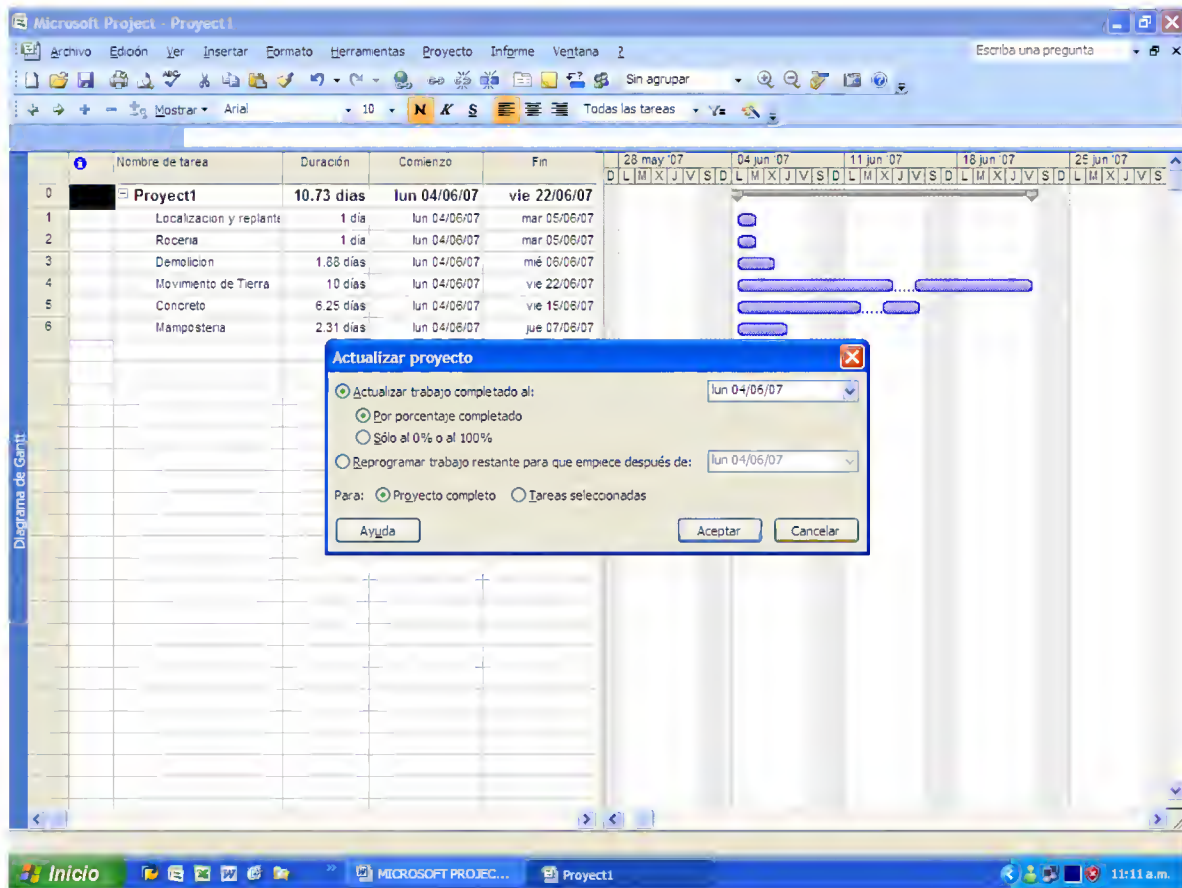 Microsoft Project - Proyect1
Archivo Edición Ver Insertar Formato Herramientas Proyecto Informe Ventana ? Escriba una pregunta
Sin agrupar
Mostrar Arial 10 N K S Todas las tareas
Nombre de tarea Duración Comienzo Fin 28 may '07 04 jun '07 11 jun '07 18 jun '07 25 jun '07
D L M X J V S D L M X J V S D L M X J V S D L M X J V S D L M X J V S
0 Proyect1 10.73 dias lun 04/06/07 vie 22/06/07
1 Localizacion y replante 1 dia lun 04/06/07 mar 05/06/07
2 Roceria 1 dia lun 04/06/07 mar 05/06/07
3 Demolicion 1.88 días lun 04/06/07 mié 06/06/07
4 Movimiento de Tierra 10 días lun 04/06/07 vie 22/06/07
5 Concreto 6.25 días lun 04/06/07 vie 15/06/07
6 Mamposteria 2.31 días lun 04/06/07 jue 07/06/07
Actualizar proyecto
Actualizar trabajo completado al: lun 04/06/07
Por porcentaje completado
Sólo al 0% o al 100%
Reprogramar trabajo restante para que empiece después de: lun 04/06/07
Para: Proyecto completo Tareas seleccionadas
Ayuda Aceptar Cancelar
Diagrama de Gantt
Inicio MICROSOFT PROJEC... Proyect1 11:11 a.m.